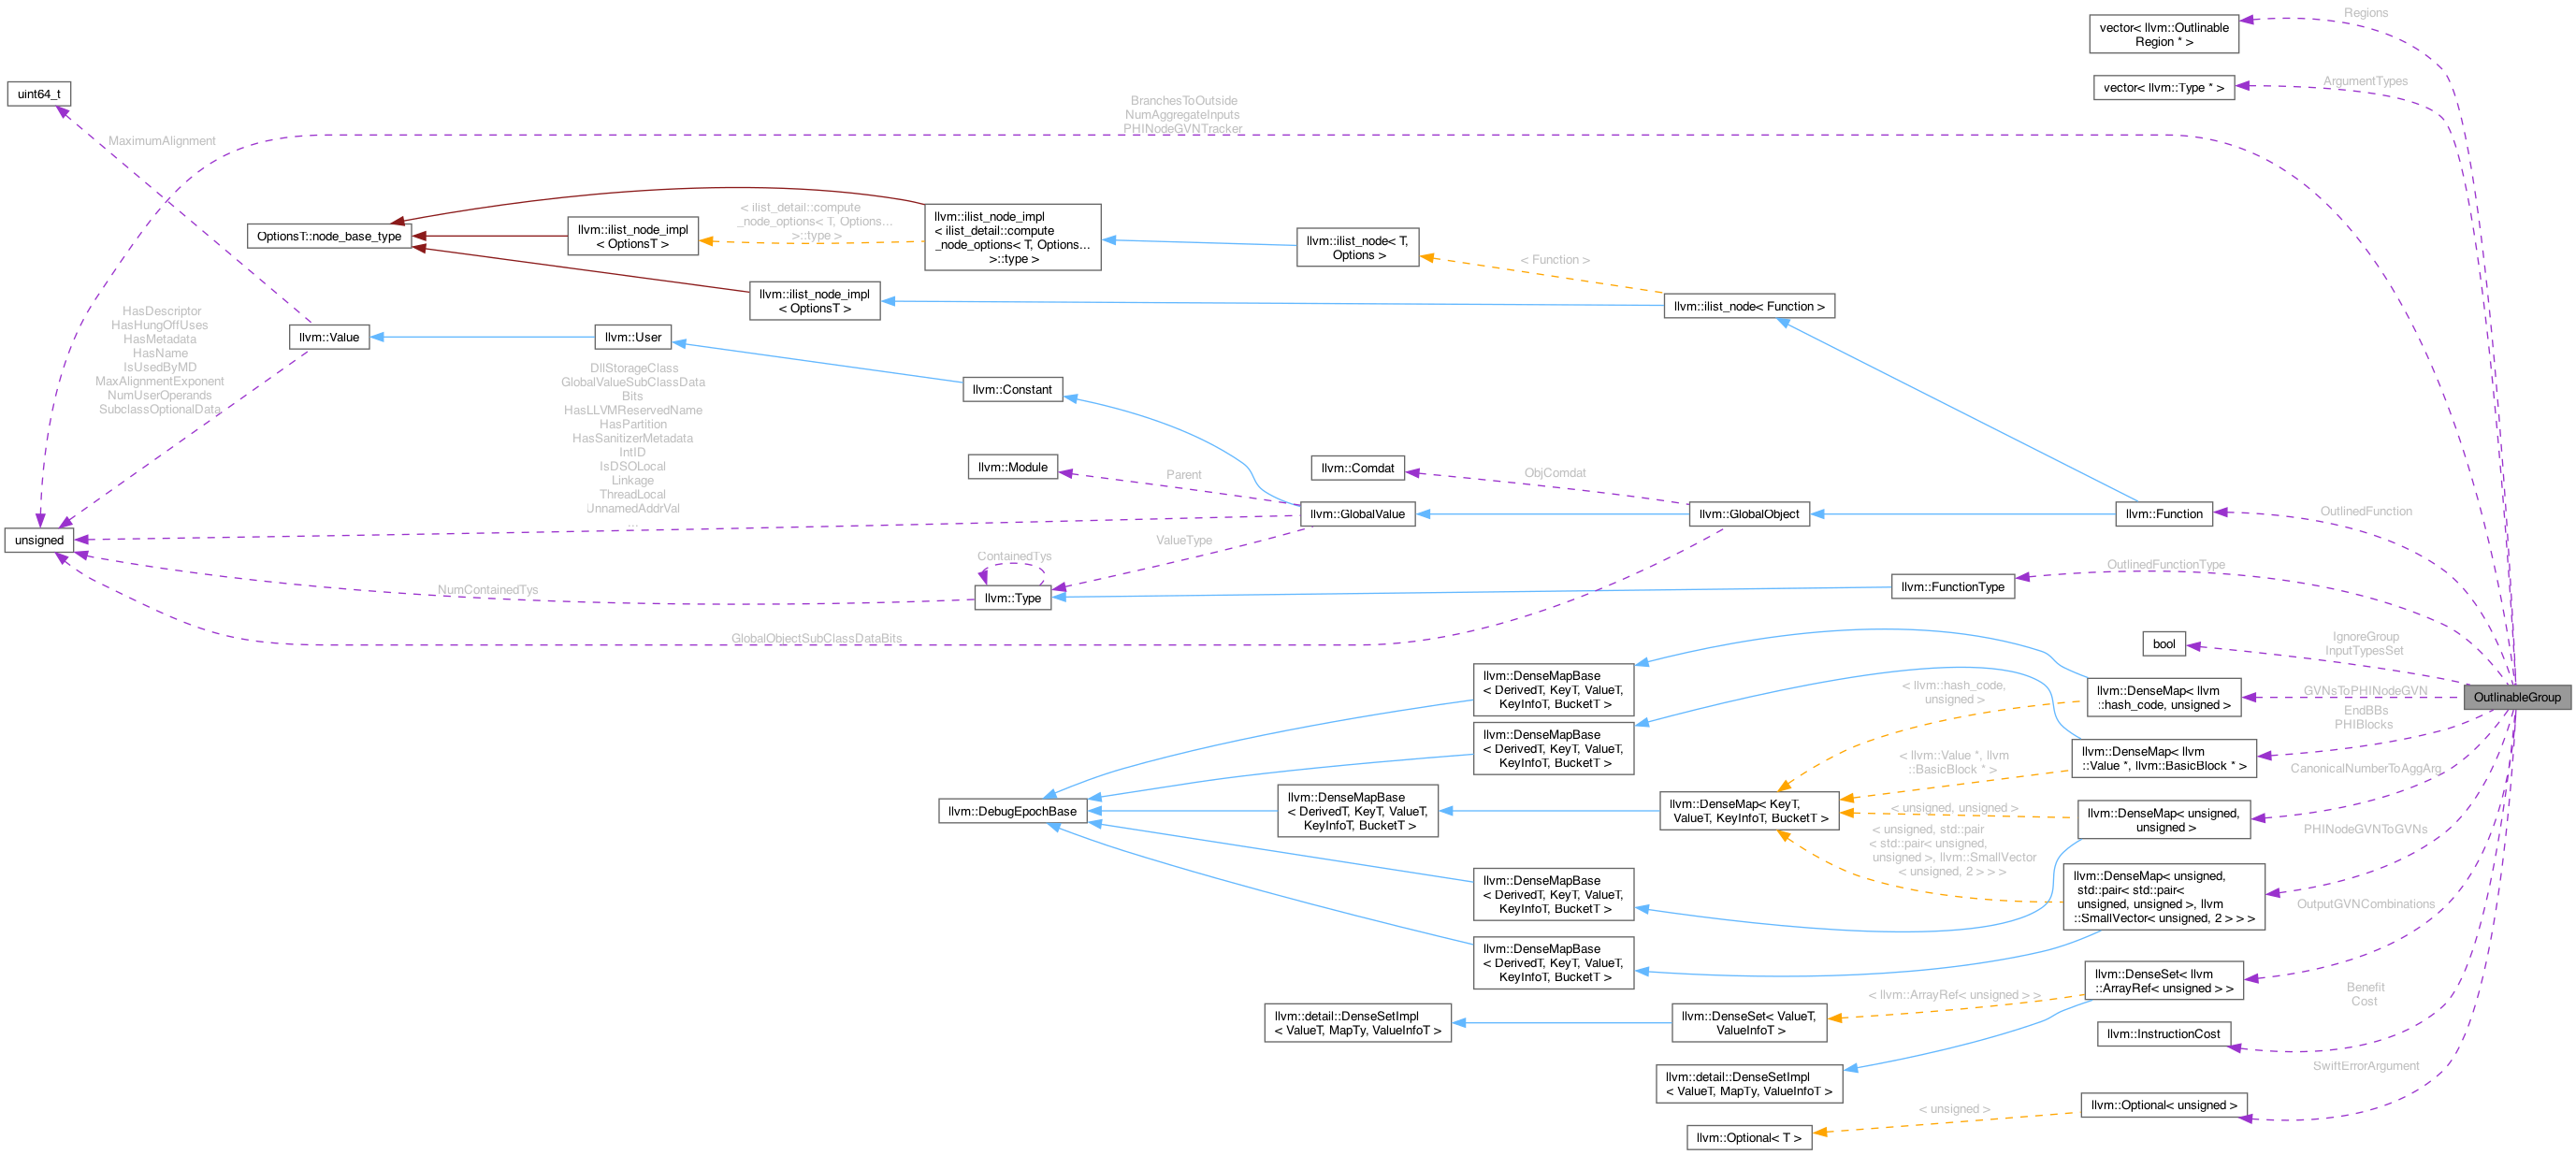 Regions
vector< llvm::Outlinable
Region * >
ArgumentTypes
vector< llvm::Type * >
uint64_t
BranchesToOutside
NumAggregateInputs
PHINodeGVNTracker
MaximumAlignment
< ilist_detail::compute
_node_options< T, Options...
>::type >
OptionsT::node_base_type
llvm::ilist_node_impl
< OptionsT >
llvm::ilist_node_impl
< ilist_detail::compute
_node_options< T, Options...
>::type >
llvm::ilist_node< T,
Options >
< Function >
llvm::ilist_node_impl
< OptionsT >
llvm::ilist_node< Function >
HasDescriptor
HasHungOffUses
HasMetadata
HasName
IsUsedByMD
MaxAlignmentExponent
NumUserOperands
SubclassOptionalData
llvm::Value
llvm::User
DllStorageClass
GlobalValueSubClassData
Bits
HasLLVMReservedName
HasPartition
HasSanitizerMetadata
IntID
IsDSOLocal
Linkage
ThreadLocal
UnnamedAddrVal
...
llvm::Constant
llvm::Module
Parent
llvm::Comdat
ObjComdat
llvm::GlobalValue
llvm::GlobalObject
llvm::Function
OutlinedFunction
unsigned
ValueType
ContainedTys
NumContainedTys
llvm::Type
llvm::FunctionType
OutlinedFunctionType
GlobalObjectSubClassDataBits
bool
IgnoreGroup
InputTypesSet
llvm::DenseMapBase
< DerivedT, KeyT, ValueT,
KeyInfoT, BucketT >
< llvm::hash_code,
unsigned >
llvm::DenseMap< llvm
::hash_code, unsigned >
GVNsToPHINodeGVN
OutlinableGroup
EndBBs
PHIBlocks
llvm::DenseMapBase
< DerivedT, KeyT, ValueT,
KeyInfoT, BucketT >
< llvm::Value *, llvm
::BasicBlock * >
llvm::DenseMap< llvm
::Value *, llvm::BasicBlock * >
CanonicalNumberToAggArg
llvm::DebugEpochBase
llvm::DenseMapBase
< DerivedT, KeyT, ValueT,
KeyInfoT, BucketT >
llvm::DenseMap< KeyT,
ValueT, KeyInfoT, BucketT >
< unsigned, unsigned >
llvm::DenseMap< unsigned,
unsigned >
< unsigned, std::pair
< std::pair< unsigned,
unsigned >, llvm::SmallVector
< unsigned, 2 > > >
PHINodeGVNToGVNs
llvm::DenseMapBase
< DerivedT, KeyT, ValueT,
KeyInfoT, BucketT >
llvm::DenseMap< unsigned,
std::pair< std::pair<
unsigned, unsigned >, llvm
::SmallVector< unsigned, 2 > > >
OutputGVNCombinations
llvm::DenseMapBase
< DerivedT, KeyT, ValueT,
KeyInfoT, BucketT >
llvm::DenseSet< llvm
::ArrayRef< unsigned > >
< llvm::ArrayRef< unsigned > >
Benefit
Cost
llvm::detail::DenseSetImpl
< ValueT, MapTy, ValueInfoT >
llvm::DenseSet< ValueT,
ValueInfoT >
llvm::InstructionCost
SwiftErrorArgument
llvm::detail::DenseSetImpl
< ValueT, MapTy, ValueInfoT >
llvm::Optional< unsigned >
< unsigned >
llvm::Optional< T >